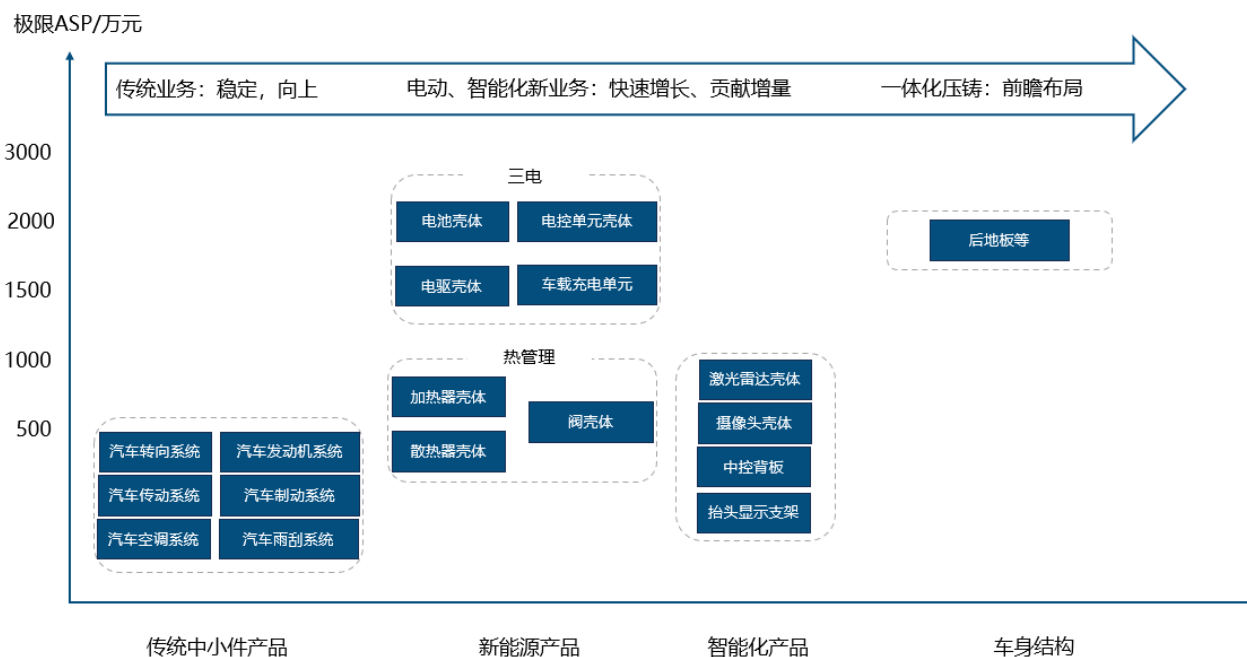 极限ASP/万元
传统业务：稳定，向上
电动、智能化新业务：快速增长、贡献增量
一体化压铸：前瞻布局
3000
2000
1500
1000
500
三电
电池壳体
电控单元壳体
电驱壳体
车载充电单元
热管理
加热器壳体
阀壳体
散热器壳体
后地板等
激光雷达壳体
摄像头壳体
中控背板
抬头显示支架
汽车转向系统
汽车发动机系统
汽车传动系统
汽车制动系统
汽车空调系统
汽车雨刮系统
传统中小件产品
新能源产品
智能化产品
车身结构